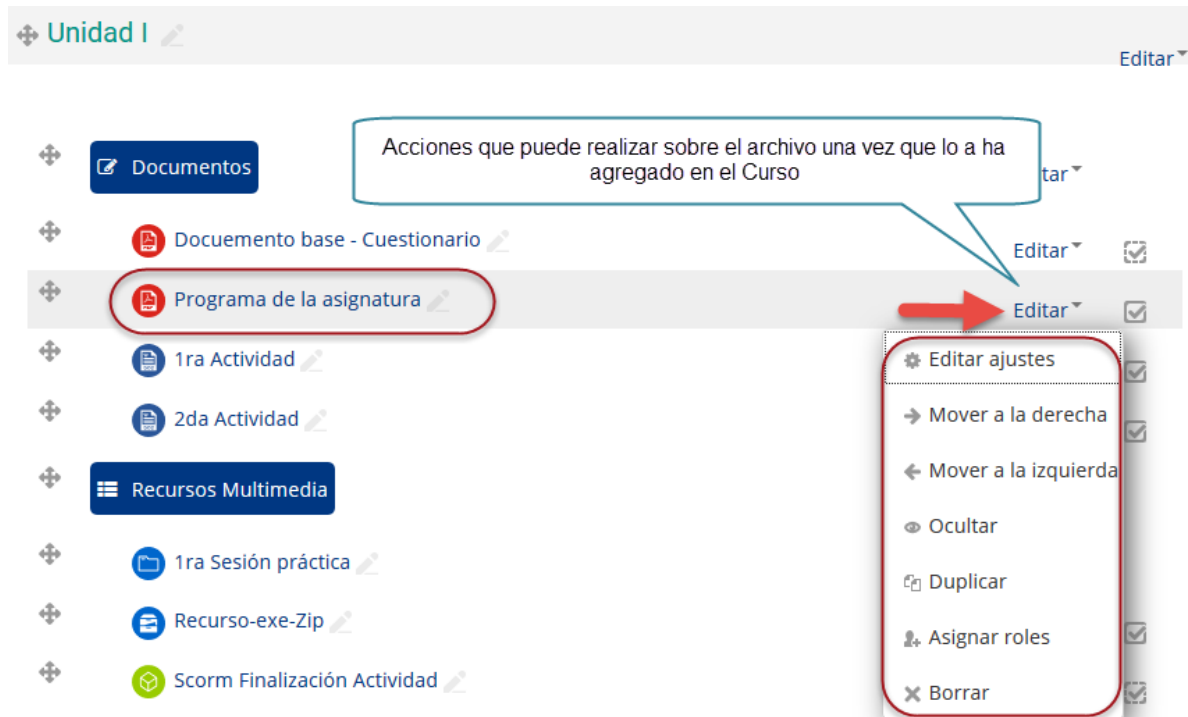 Unidad I
Editar
Acciones que puede realizar sobre el archivo una vez que lo a ha
agregado en el Curso
Documentos
tar
Docuemento base - Cuestionario
Editar
Programa de la asignatura
Editar
1ra Actividad
Editar ajustes
2da Actividad
Mover a la derecha
Mover a la izquierda
Recursos Multimedia
Ocultar
1ra Sesión práctica
Duplicar
Recurso-exe-Zip
Asignar roles
Scorm Finalización Actividad
Borrar